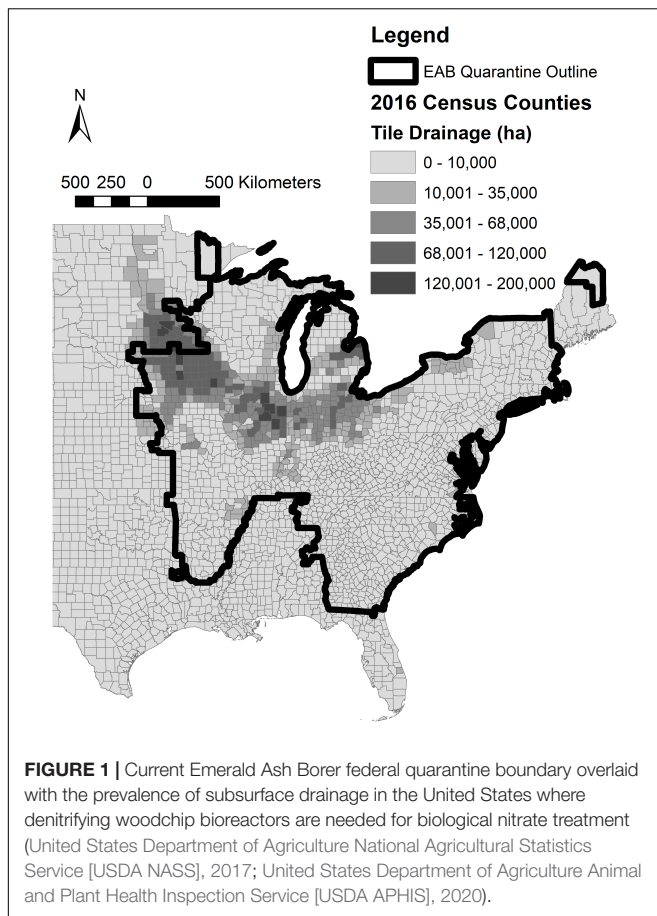 Legend
EAB Quarantine Outline
2016 Census Counties
Tile Drainage (ha)
0 - 10,000
10,001 - 35,000
35,001 - 68,000
68,001 - 120,000
120,001 - 200,000
N
500 250 0 500 Kilometers
FIGURE 1 | Current Emerald Ash Borer federal quarantine boundary overlaid
with the prevalence of subsurface drainage in the United States where
denitrifying woodchip bioreactors are needed for biological nitrate treatment
(United States Department of Agriculture National Agricultural Statistics
Service [USDA NASS], 2017; United States Department of Agriculture Animal
and Plant Health Inspection Service [USDA APHIS], 2020).